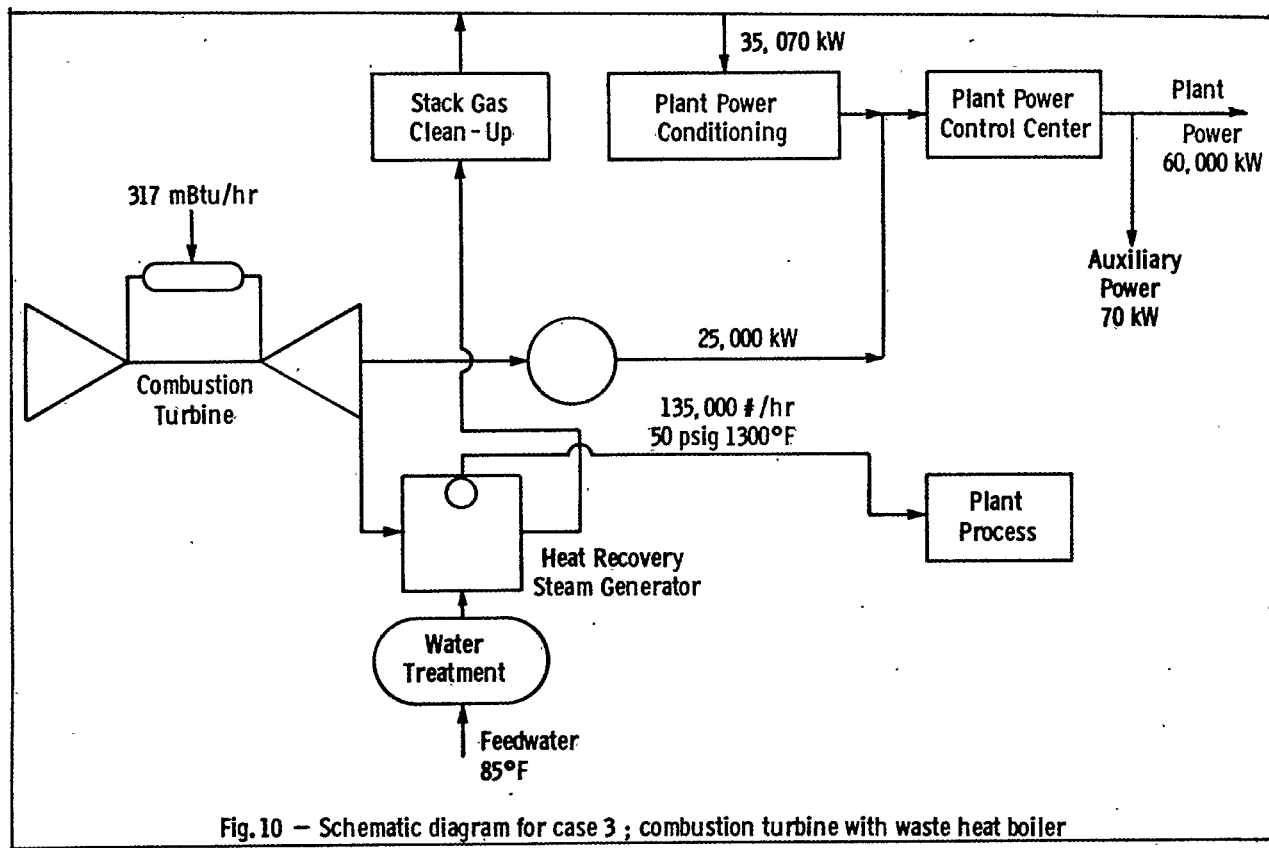 35,070 kW
Stack Gas
Clean-Up
Plant Power
Conditioning
Plant Power
Control Center
Plant
Power
60,000 kW
317 mBtu/hr
Auxiliary
Power
70 kW
25,000 kW
Combustion
Turbine
135,000 #/hr
50 psig 1300°F
Plant
Process
Heat Recovery
Steam Generator
Water
Treatment
Feedwater
85°F
Fig. 10 — Schematic diagram for case 3 ; combustion turbine with waste heat boiler